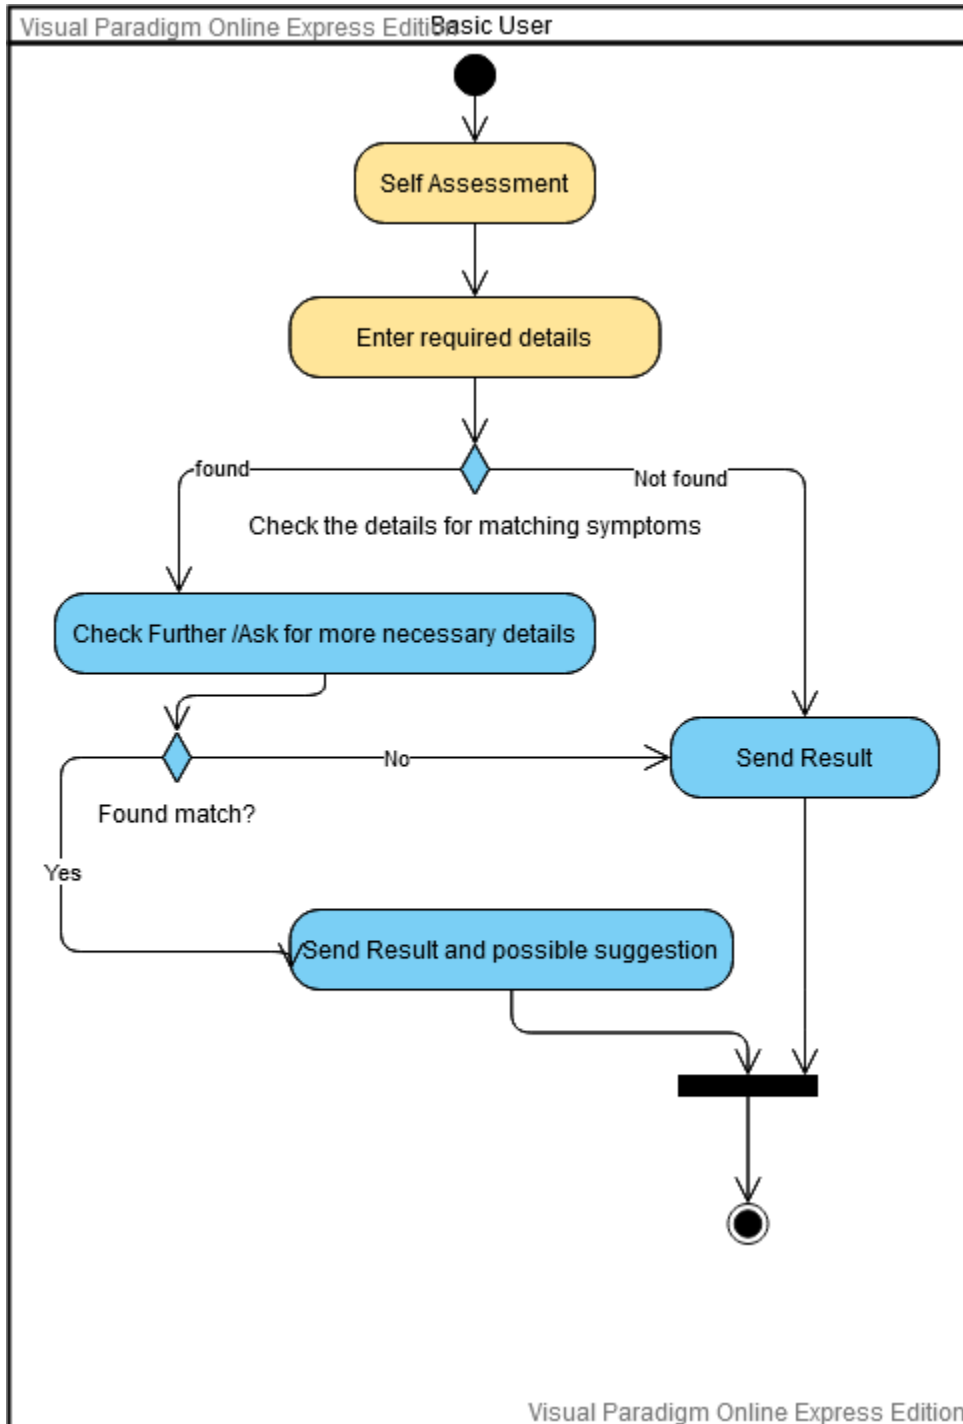 Visual Paradigm Online Express Edition
Basic User
Self Assessment
Enter required details
found
Not found
Check the details for matching symptoms
Check Further /Ask for more necessary details
No
Send Result
Found match?
Yes
Send Result and possible suggestion
Visual Paradigm Online Express Edition